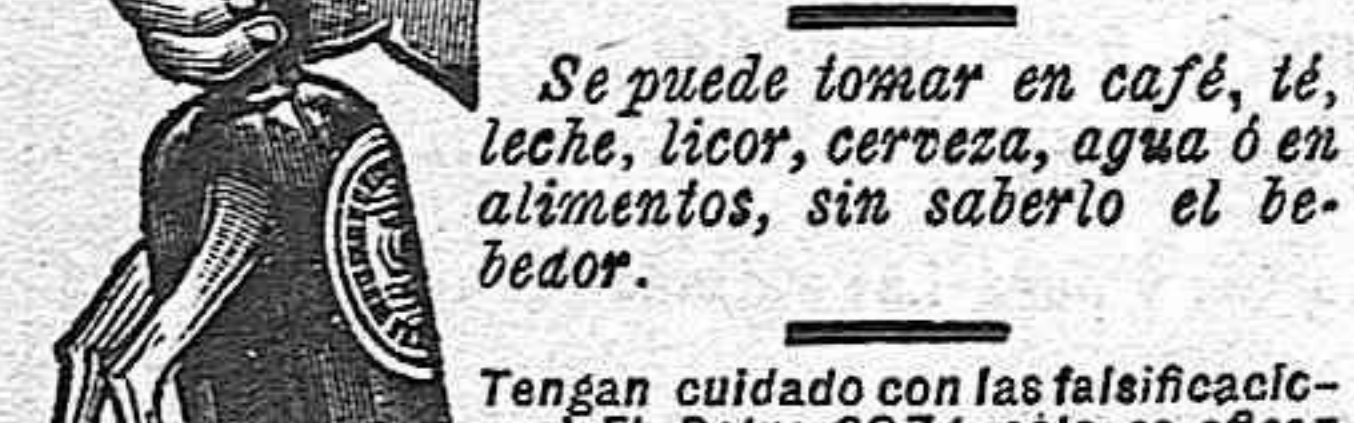 Se puede tomar en café, té,
leche, licor, cerveza, agua ó en
alimentos, sin saberlo el be-
bedor.
Tengan cuidado con las falsificacio-